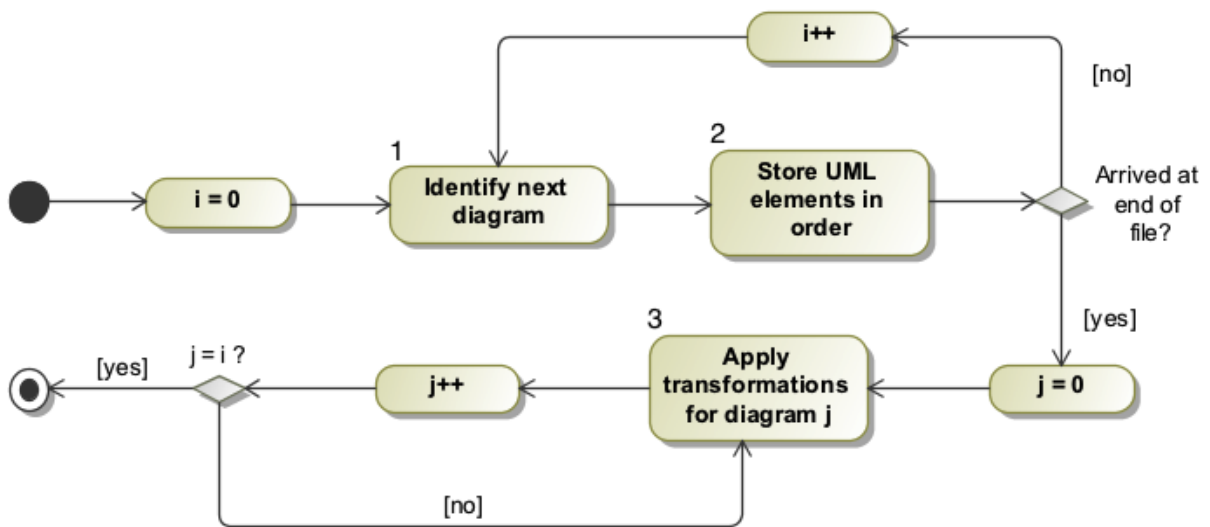 i++
[no]
1
2
i = 0
Identify next
diagram
Store UML
elements in
order
Arrived at
end of
file?
[yes]
3
j = i ?
[yes]
j++
Apply
transformations
for diagram j
j = 0
[no]